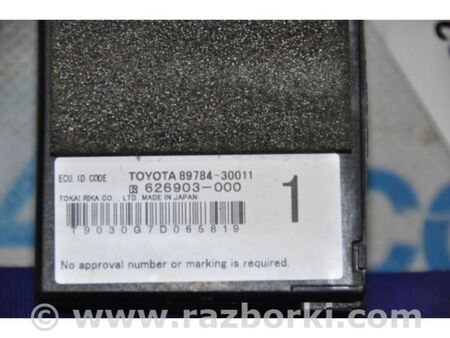 ECU. ID CODE TOYOTA 89784-30011
R 626903-000
TOKAI RIKA CO., LTD. MADE IN JAPAN
1
19030G7D065819
No approval number or marking is required.
© www.razborki.com